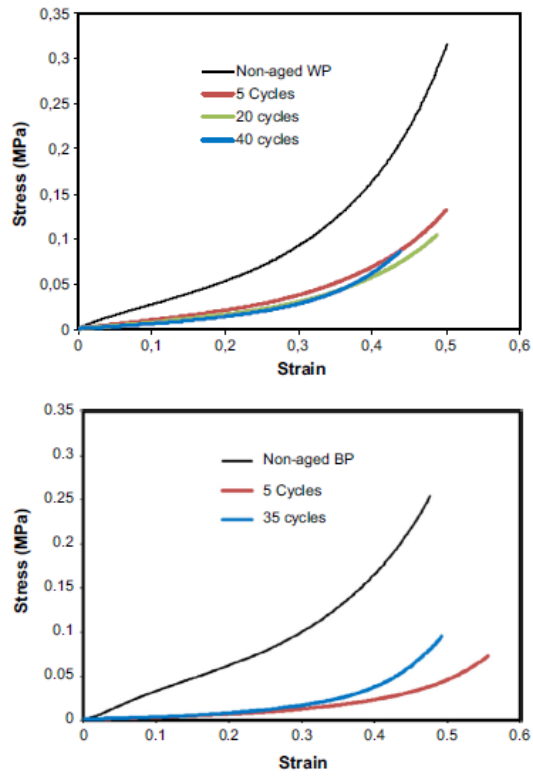 0,35
0,3
0,25
0,2
0,15
0,1
0,05
0
Stress (MPa)
Non-aged WP
5 Cycles
20 cycles
40 cycles
0 0,1 0,2 0,3 0,4 0,5 0,6
Strain
0.35
0.3
0.25
0.2
0.15
0.1
0.05
0
Stress (MPa)
Non-aged BP
5 Cycles
35 cycles
0 0.1 0.2 0.3 0.4 0.5 0.6
Strain